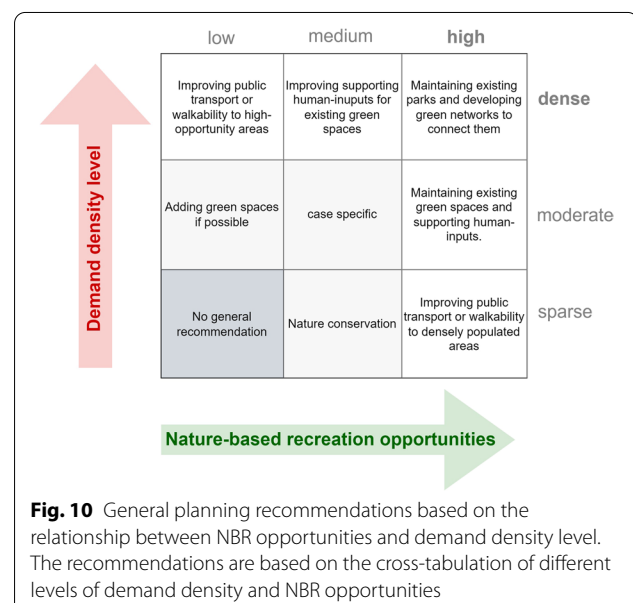 low medium high
Improving public
transport or
walkability to high-
opportunity areas
Improving supporting
human-inuputs for
existing green
spaces
Maintaining existing
parks and developing
green networks to
connect them
dense
Adding green spaces
if possible
case specific
Maintaining existing
green spaces and
supporting human-
inputs.
moderate
No general
recommendation
Nature conservation
Improving public
transport or walkability
to densely populated
areas
sparse
Demand density level
Nature-based recreation opportunities
Fig. 10 General planning recommendations based on the
relationship between NBR opportunities and demand density level.
The recommendations are based on the cross-tabulation of different
levels of demand density and NBR opportunities